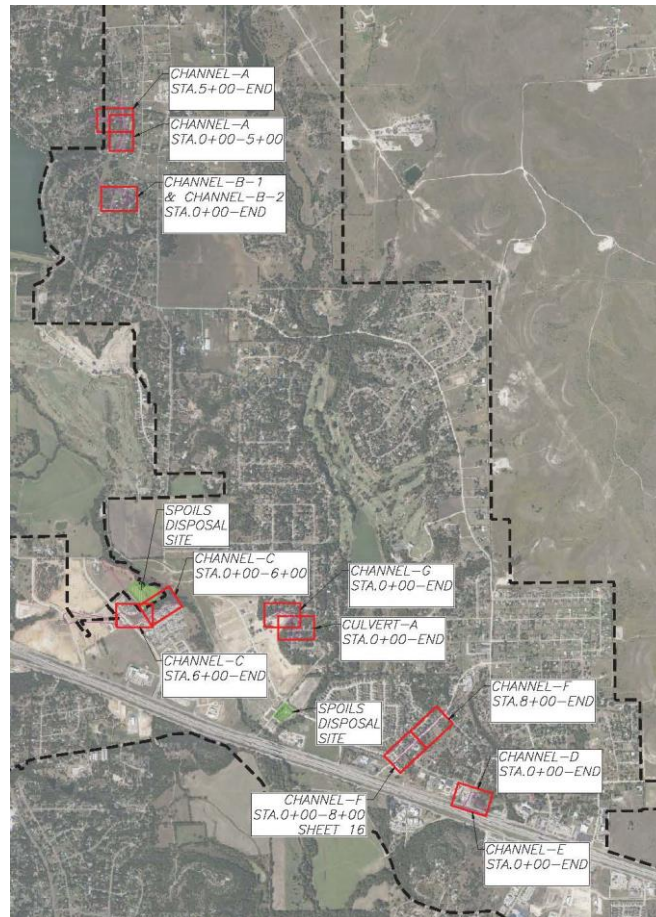 CHANNEL-A
STA.5+00-END
CHANNEL-A
STA.0+00-5+00
CHANNEL-B-1
& CHANNEL-B-2
STA.0+00-END
SPOILS
DISPOSAL
SITE
CHANNEL-C
STA.0+00-6+00
CHANNEL-G
STA.0+00-END
CULVERT-A
STA.0+00-END
CHANNEL-C
STA.6+00-END
SPOILS
DISPOSAL
SITE
CHANNEL-F
STA.8+00-END
CHANNEL-D
STA.0+00-END
CHANNEL-F
STA.0+00-8+00
SHEET 16
CHANNEL-E
STA.0+00-END